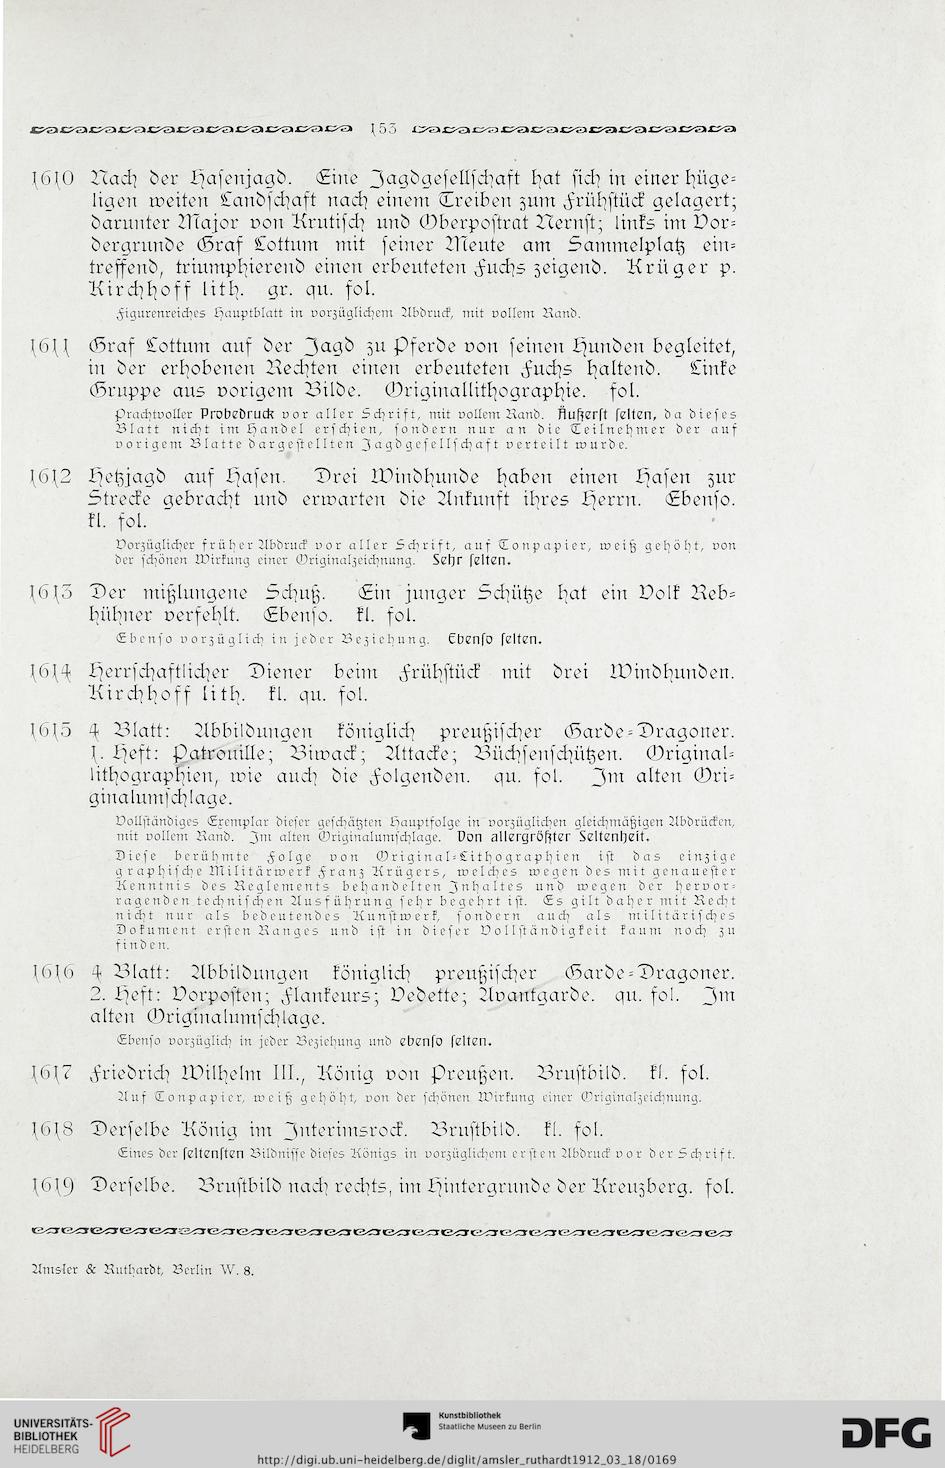 153
1610 Nach der Hasenjagd. Eine Jagdgesellschaft hat sich in einer hüge-
ligen weiten Landschaft nach einem Treiben zum Frühstück gelagert;
darunter Major von Krutisch und Oberpostrat Nernst; links im Vor-
dergrunde Graf Lottum mit seiner Meute am Sammelplatz ein-
treffend, triumphierend einen erbeuteten Fuchs zeigend. Krüger p.
Kirchhoff lith. gr. qu. fol.
Figurenreiches Hauptblatt in vorzüglichem Abdruck, mit vollem Rand.
1611 Graf Lottum auf der Jagd zu Pferde von seinen Hunden begleitet,
in der erhobenen Rechten einen erbeuteten Fuchs haltend. Linke
Gruppe aus vorigem Bilde. Originallithographie. fol.
Prachtvoller Probedruck vor aller Schrift, mit vollem Rand. Äußerst selten, da dieses
Blatt nicht im Handel erschien, sondern nur an die Teilnehmer der auf
vorigem Blatte dargestellten Jagdgesellschaft verteilt wurde.
1612 Hetzjagd auf Hasen. Drei Windhunde haben einen Hasen zur
Strecke gebracht und erwarten die Ankunft ihres Herrn. Ebenso.
kl. fol.
Vorzüglicher früher Abdruck vor aller Schrift, auf Tonpapier, weiß gehöht, von
der schönen Wirkung einer Originalzeichnung. Sehr selten.
1613 Der mißlungene Schuß. Ein junger Schütze hat ein Volk Reb-
hühner verfehlt. Ebenso. kl. fol.
Ebenso vorzüglich in jeder Beziehung. Ebenso selten.
1614 Herrschaftlicher Diener beim Frühstück mit drei Windhunden.
Kirchhoff lith. kl. qu. fol.
1615 4 Blatt: Abbildungen königlich preußischer Garde-Dragoner.
1. Heft: Patrouille; Biwack; Attacke; Büchsenschützen. Original-
lithographien, wie auch die Folgenden. qu. fol. Im alten Ori-
ginalumschlage.
Vollständiges Exemplar dieser geschätzten Hauptfolge in vorzüglichen gleichmäßigen Abdrücken,
mit vollem Rand. Im alten Originalumschlage. Von allergrößter Seltenheit.
Diese berühmte Folge von Original-Lithographien ist das einzige
graphische Militärwerk Franz Krügers, welches wegen des mit genauester
Kenntnis des Reglements behandelten Inhaltes und wegen der hervor-
ragenden technischen Ausführung sehr begehrt ist. Es gilt daher mit Recht
nicht nur als bedeutendes Kunstwerk, sondern auch als militärisches
Dokument ersten Ranges und ist in dieser Vollständigkeit kaum noch zu
finden.
1616 4 Blatt: Abbildungen königlich preußischer Garde-Dragoner.
2. Heft: Vorposten; Flankeurs; Vedette; Avantgarde. qu. fol. Im
alten Originalumschlage.
Ebenso vorzüglich in jeder Beziehung und ebenso selten.
1617 Friedrich Wilhelm III., König von Preußen. Brustbild. kl. fol.
Auf Tonpapier, weiß gehöht, von der schönen Wirkung einer Originalzeichnung.
1618 Derselbe König im Interimsrock. Brustbild. kl. fol.
Eines der seltensten Bildnisse dieses Königs in vorzüglichem ersten Abdruck vor der Schrift.
1619 Derselbe. Brustbild nach rechts, im Hintergrunde der Kreuzberg. fol.
Amsler & Ruthardt, Berlin W. 8.
UNIVERSITÄTS-
BIBLIOTHEK
HEIDELBERG
Kunstbibliothek
Staatliche Museen zu Berlin
DFG
http://digi.ub.uni-heidelberg.de/diglit/amsler_ruthardt1912_03_18/0169